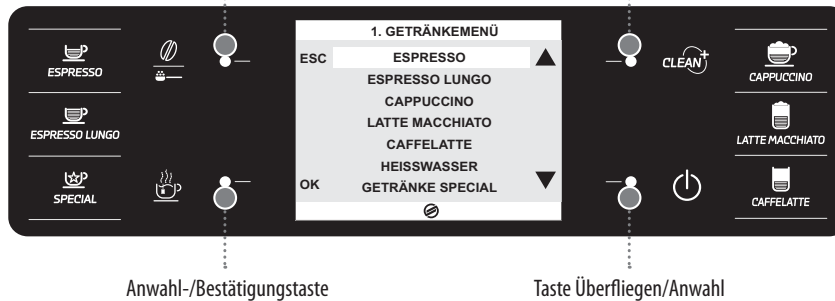 ESPRESSO
ESPRESSO LUNGO
SPECIAL
1. GETRÄNKEMENÜ
ESC
ESPRESSO
ESPRESSO LUNGO
CAPPUCCINO
LATTE MACCHIATO
CAFFELATTE
HEISSWASSER
OK
GETRÄNKE SPECIAL
CLEAN+
CAPPUCCINO
LATTE MACCHIATO
CAFFELATTE
Anwahl-/Bestätigungstaste
Taste Überfliegen/Anwahl